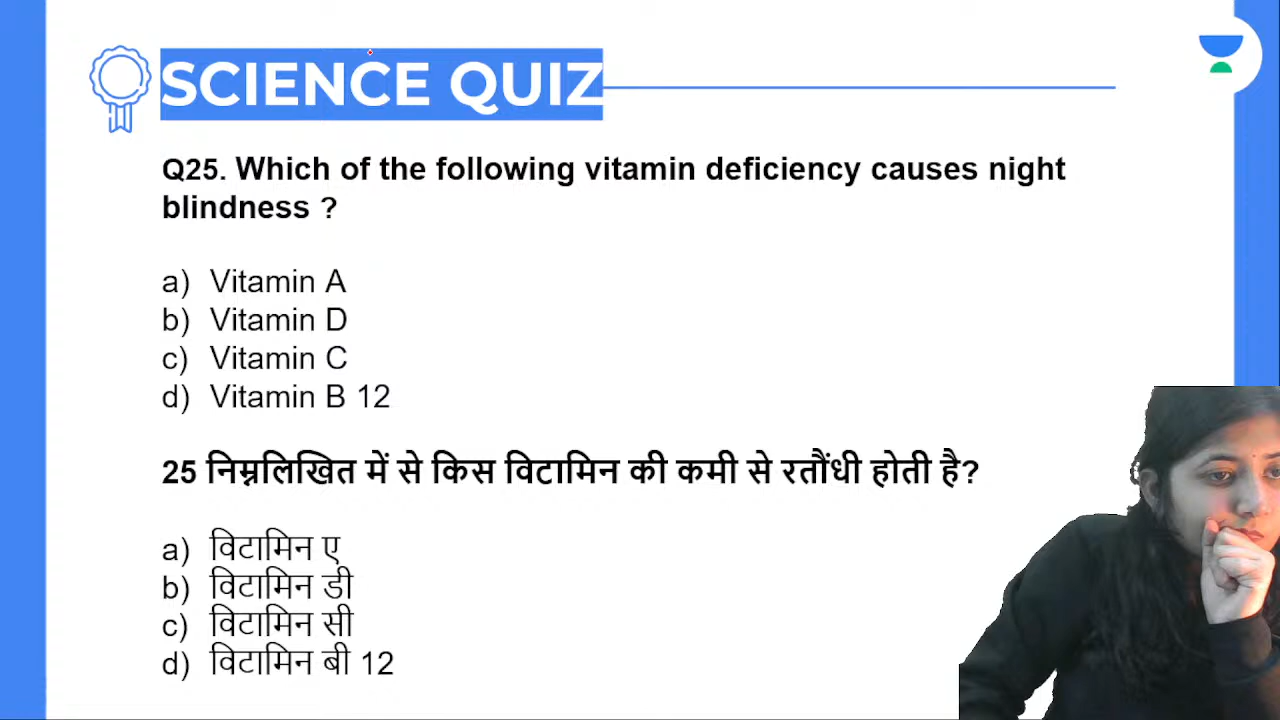 SCIENCE QUIZ
Q25. Which of the following vitamin deficiency causes night
blindness ?
a) Vitamin A
b) Vitamin D
c) Vitamin C
d) Vitamin B 12
25 निम्नलिखित में से किस विटामिन की कमी से रतौंधी होती है?
a) विटामिन ए
b) विटामिन डी
c) विटामिन सी
d) विटामिन बी 12